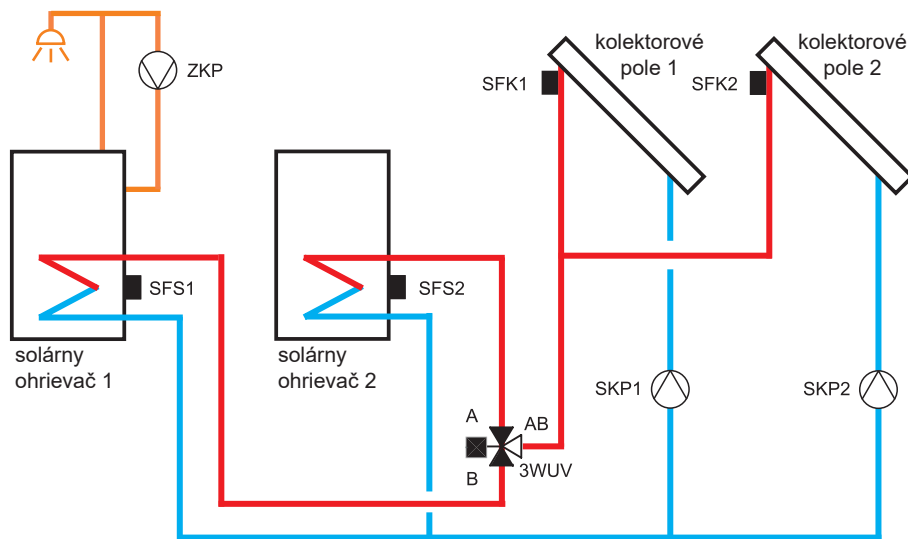 ZKP
kolektorové
pole 1
kolektorové
pole 2
SFK1
SFK2
SFS1
SFS2
solárny
ohrievač 1
solárny
ohrievač 2
SKP1
SKP2
A
AB
B
3WUV